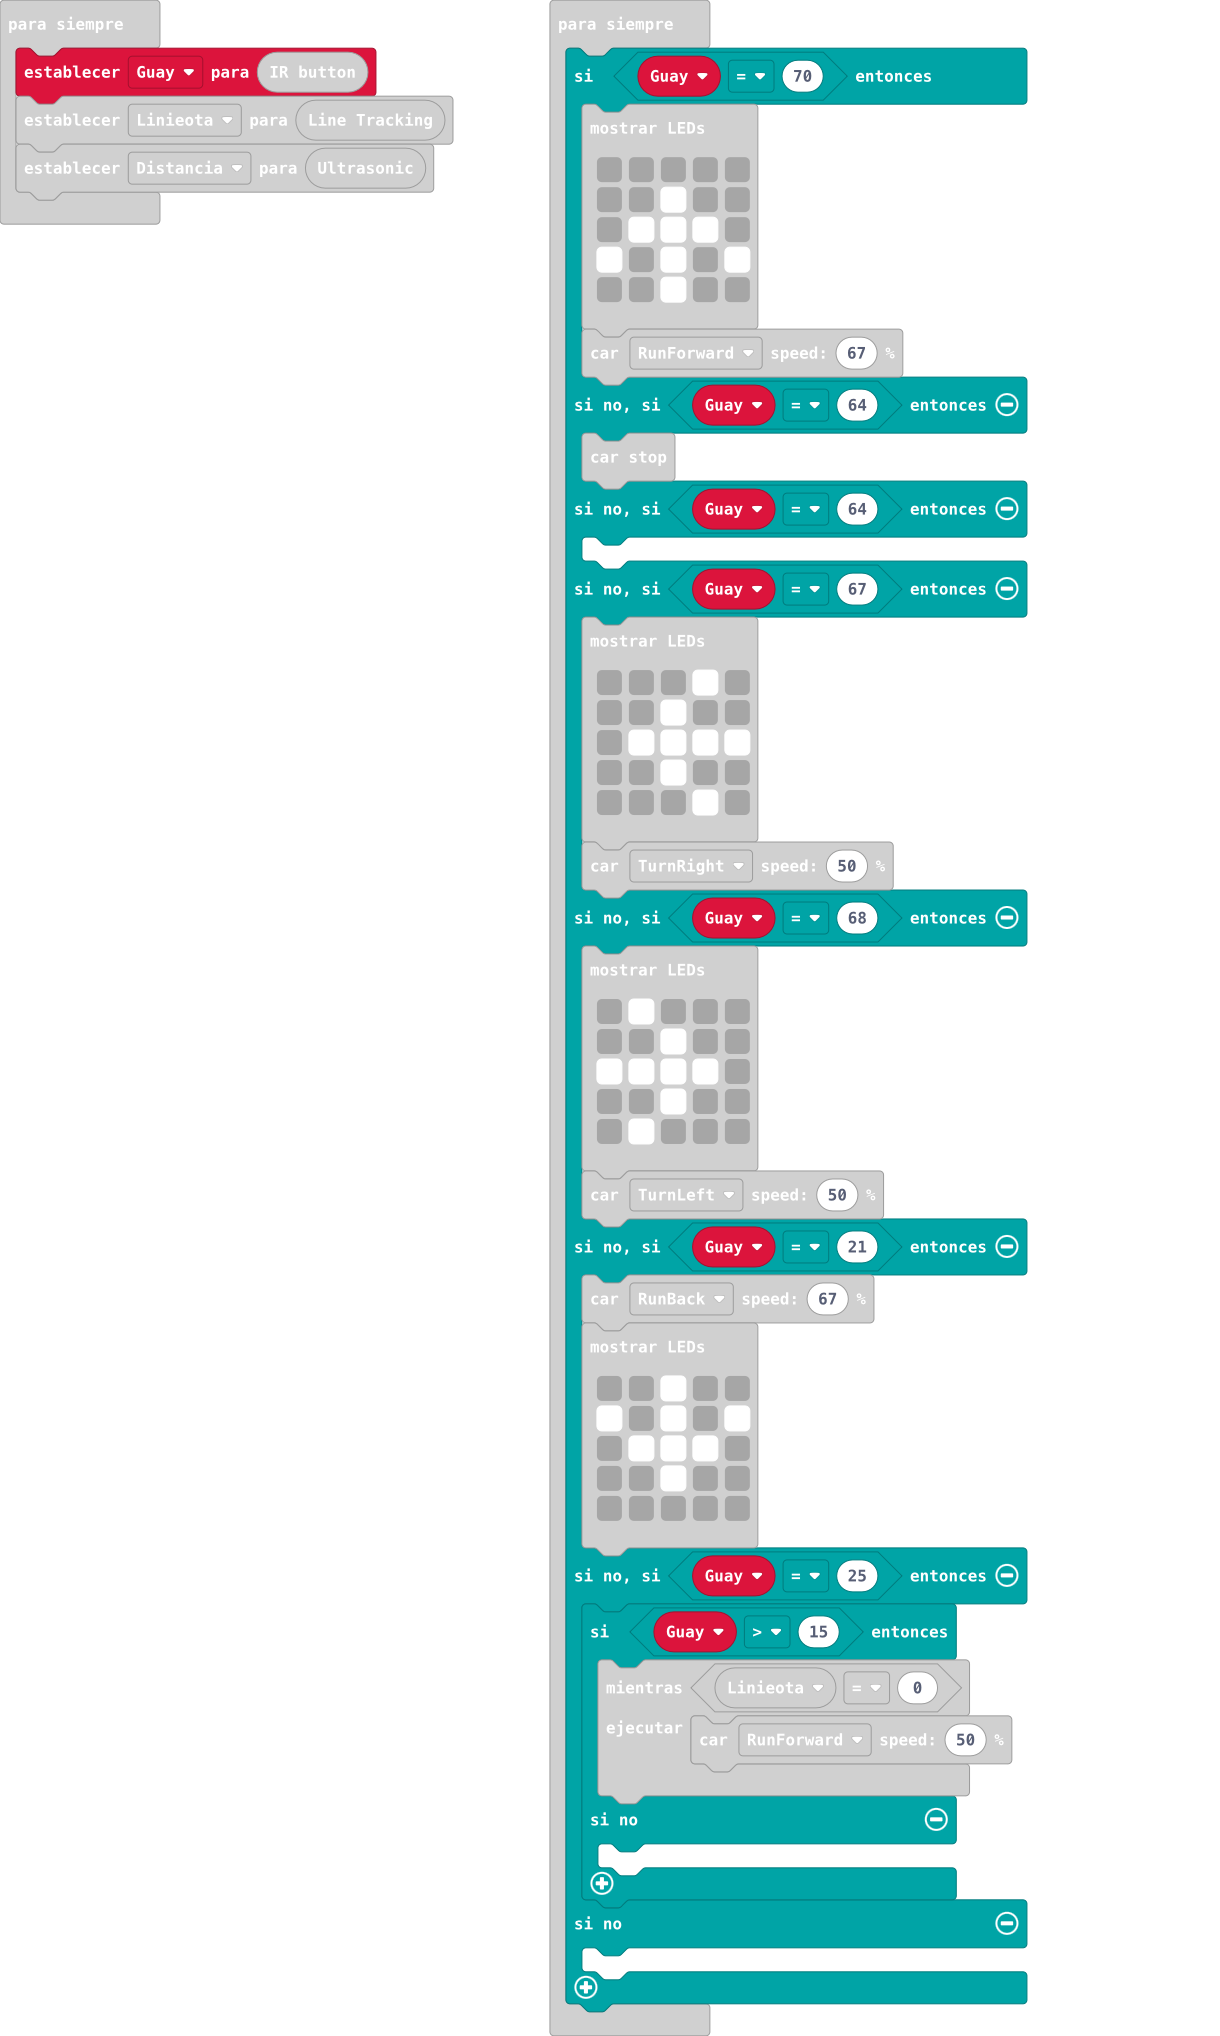 para siempre
establecer Guay para IR button
establecer Linieota para Line Tracking
establecer Distancia para Ultrasonic
para siempre
si Guay = 70 entonces
mostrar LEDs
car RunForward speed: 67 %
si no, si Guay = 64 entonces
car stop
si no, si Guay = 64 entonces
si no, si Guay = 67 entonces
mostrar LEDs
car TurnRight speed: 50 %
si no, si Guay = 68 entonces
mostrar LEDs
car TurnLeft speed: 50 %
si no, si Guay = 21 entonces
car RunBack speed: 67 %
mostrar LEDs
si no, si Guay = 25 entonces
si Guay > 15 entonces
mientras Linieota = 0
ejecutar car RunForward speed: 50 %
si no
si no